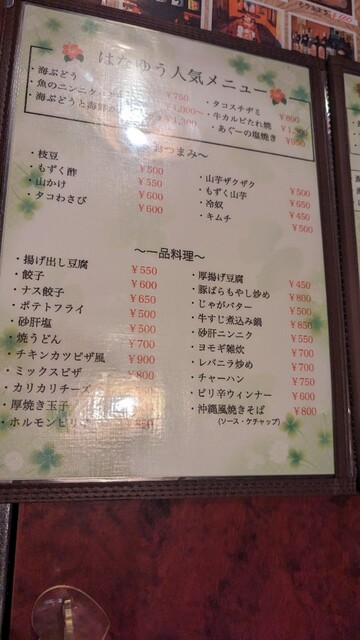 はなゆう人気メニュー
・海ぶどう ￥750
・魚のニンニク
・海ぶどうと海鮮 ￥1,300
・タコスチヂミ ￥800
・牛カルビたれ焼
・あぐーの塩焼き ￥950
おつまみ～
・枝豆 ￥500
・もずく酢 ￥550
・山かけ ￥600
・タコわさび ￥600
・山芋ザクザク ￥500
・もずく山芋 ￥650
・冷奴 ￥450
・キムチ ￥500
～一品料理～
・揚げ出し豆腐 ￥550
・餃子 ￥600
・ナス餃子 ￥650
・ポテトフライ ￥500
・砂肝塩 ￥500
・焼うどん ￥700
・チキンカツピザ風 ￥900
・ミックスピザ ￥800
・カリカリチーズ
・厚焼き玉子
・ホルモンピリ
・厚揚げ豆腐 ￥450
・豚ばらもやし炒め ￥800
・じゃがバター ￥500
・牛すじ煮込み鍋 ￥850
・砂肝ニンニク ￥550
・ヨモギ雑炊 ￥700
・レバニラ炒め ￥700
・チャーハン ￥750
・ピリ辛ウィンナー ￥600
・沖縄風焼きそば ￥800
(ソース・ケチャップ)